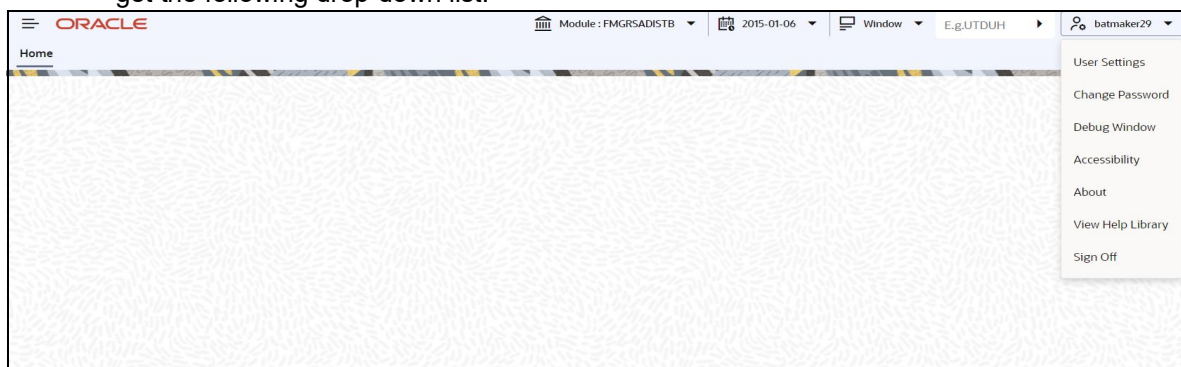 get the following drop-down list:
ORACLE Module : FMGRSADISTB 2015-01-06 Window E.g.UTDUH batmaker29
Home
User Settings
Change Password
Debug Window
Accessibility
About
View Help Library
Sign Off